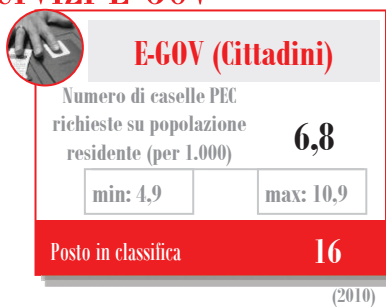 E-GOV (Cittadini)
Numero di caselle PEC
richieste su popolazione
residente (per 1.000)
6,8
min: 4,9
max: 10,9
Posto in classifica
16
(2010)